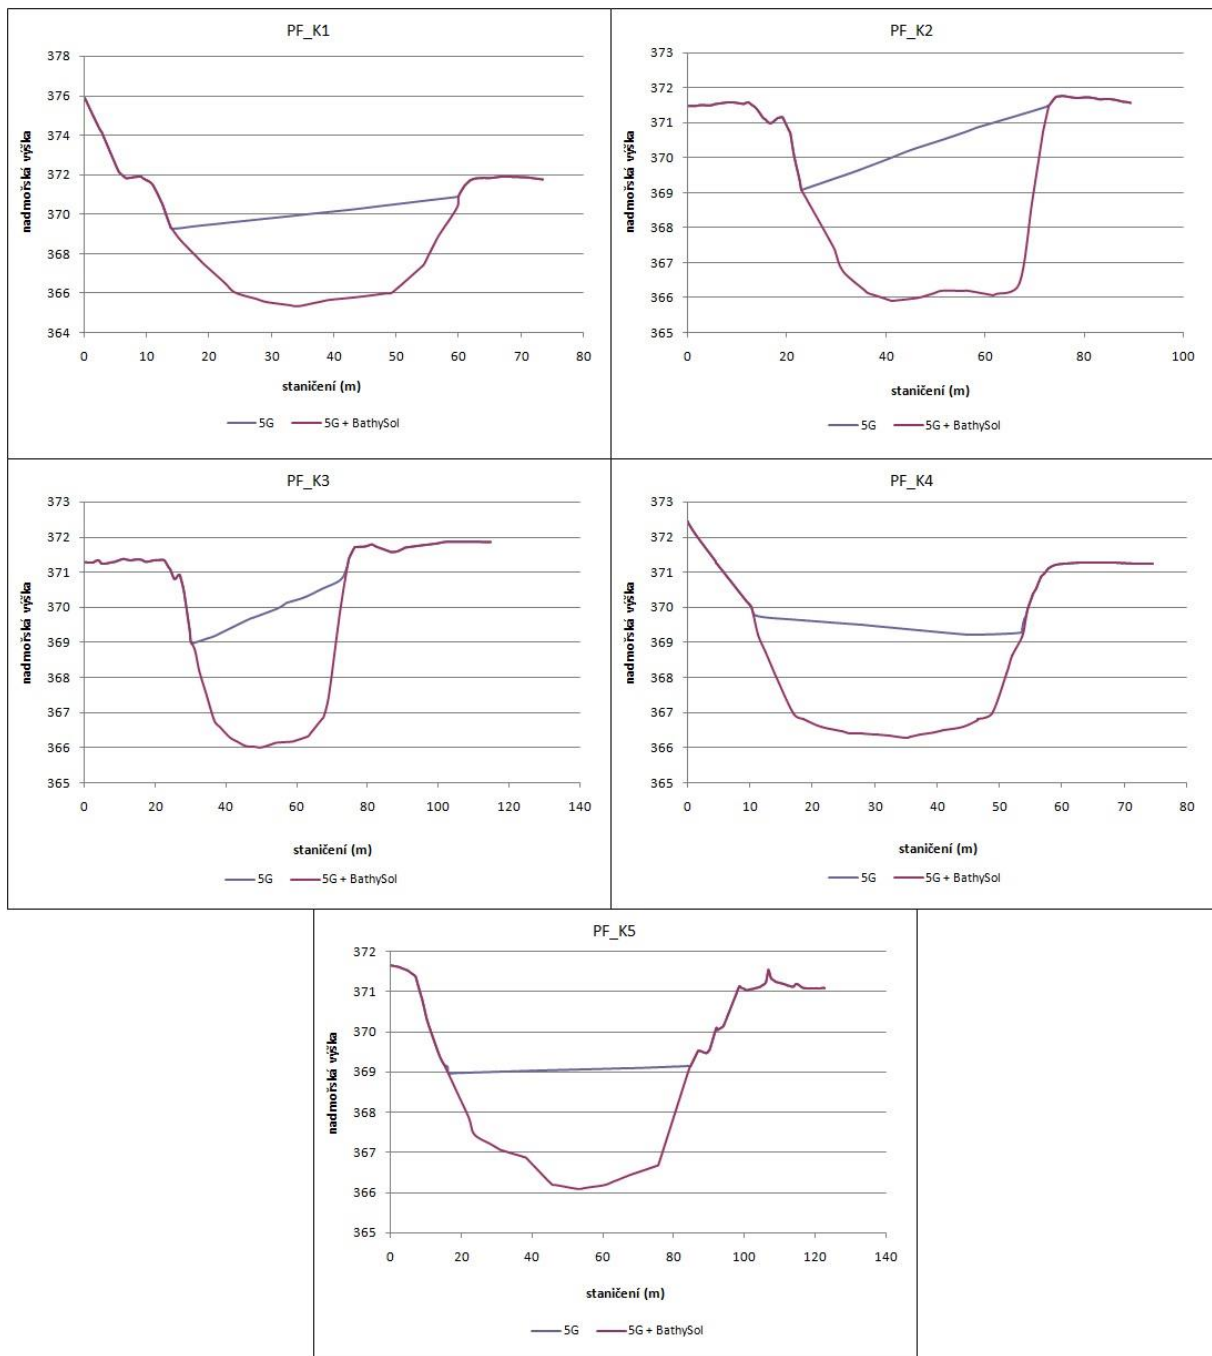 PF_K1
378
376
374
372
370
368
366
364
nadmořská výška
0 10 20 30 40 50 60 70 80
staničení (m)
5G 5G + BathySol
PF_K2
373
372
371
370
369
368
367
366
365
nadmořská výška
0 20 40 60 80 100
staničení (m)
5G 5G + BathySol
PF_K3
373
372
371
370
369
368
367
366
365
nadmořská výška
0 20 40 60 80 100 120 140
staničení (m)
5G 5G + BathySol
PF_K4
373
372
371
370
369
368
367
366
365
nadmořská výška
0 10 20 30 40 50 60 70 80
staničení (m)
5G 5G + BathySol
PF_K5
372
371
370
369
368
367
366
365
nadmořská výška
0 20 40 60 80 100 120 140
staničení (m)
5G 5G + BathySol